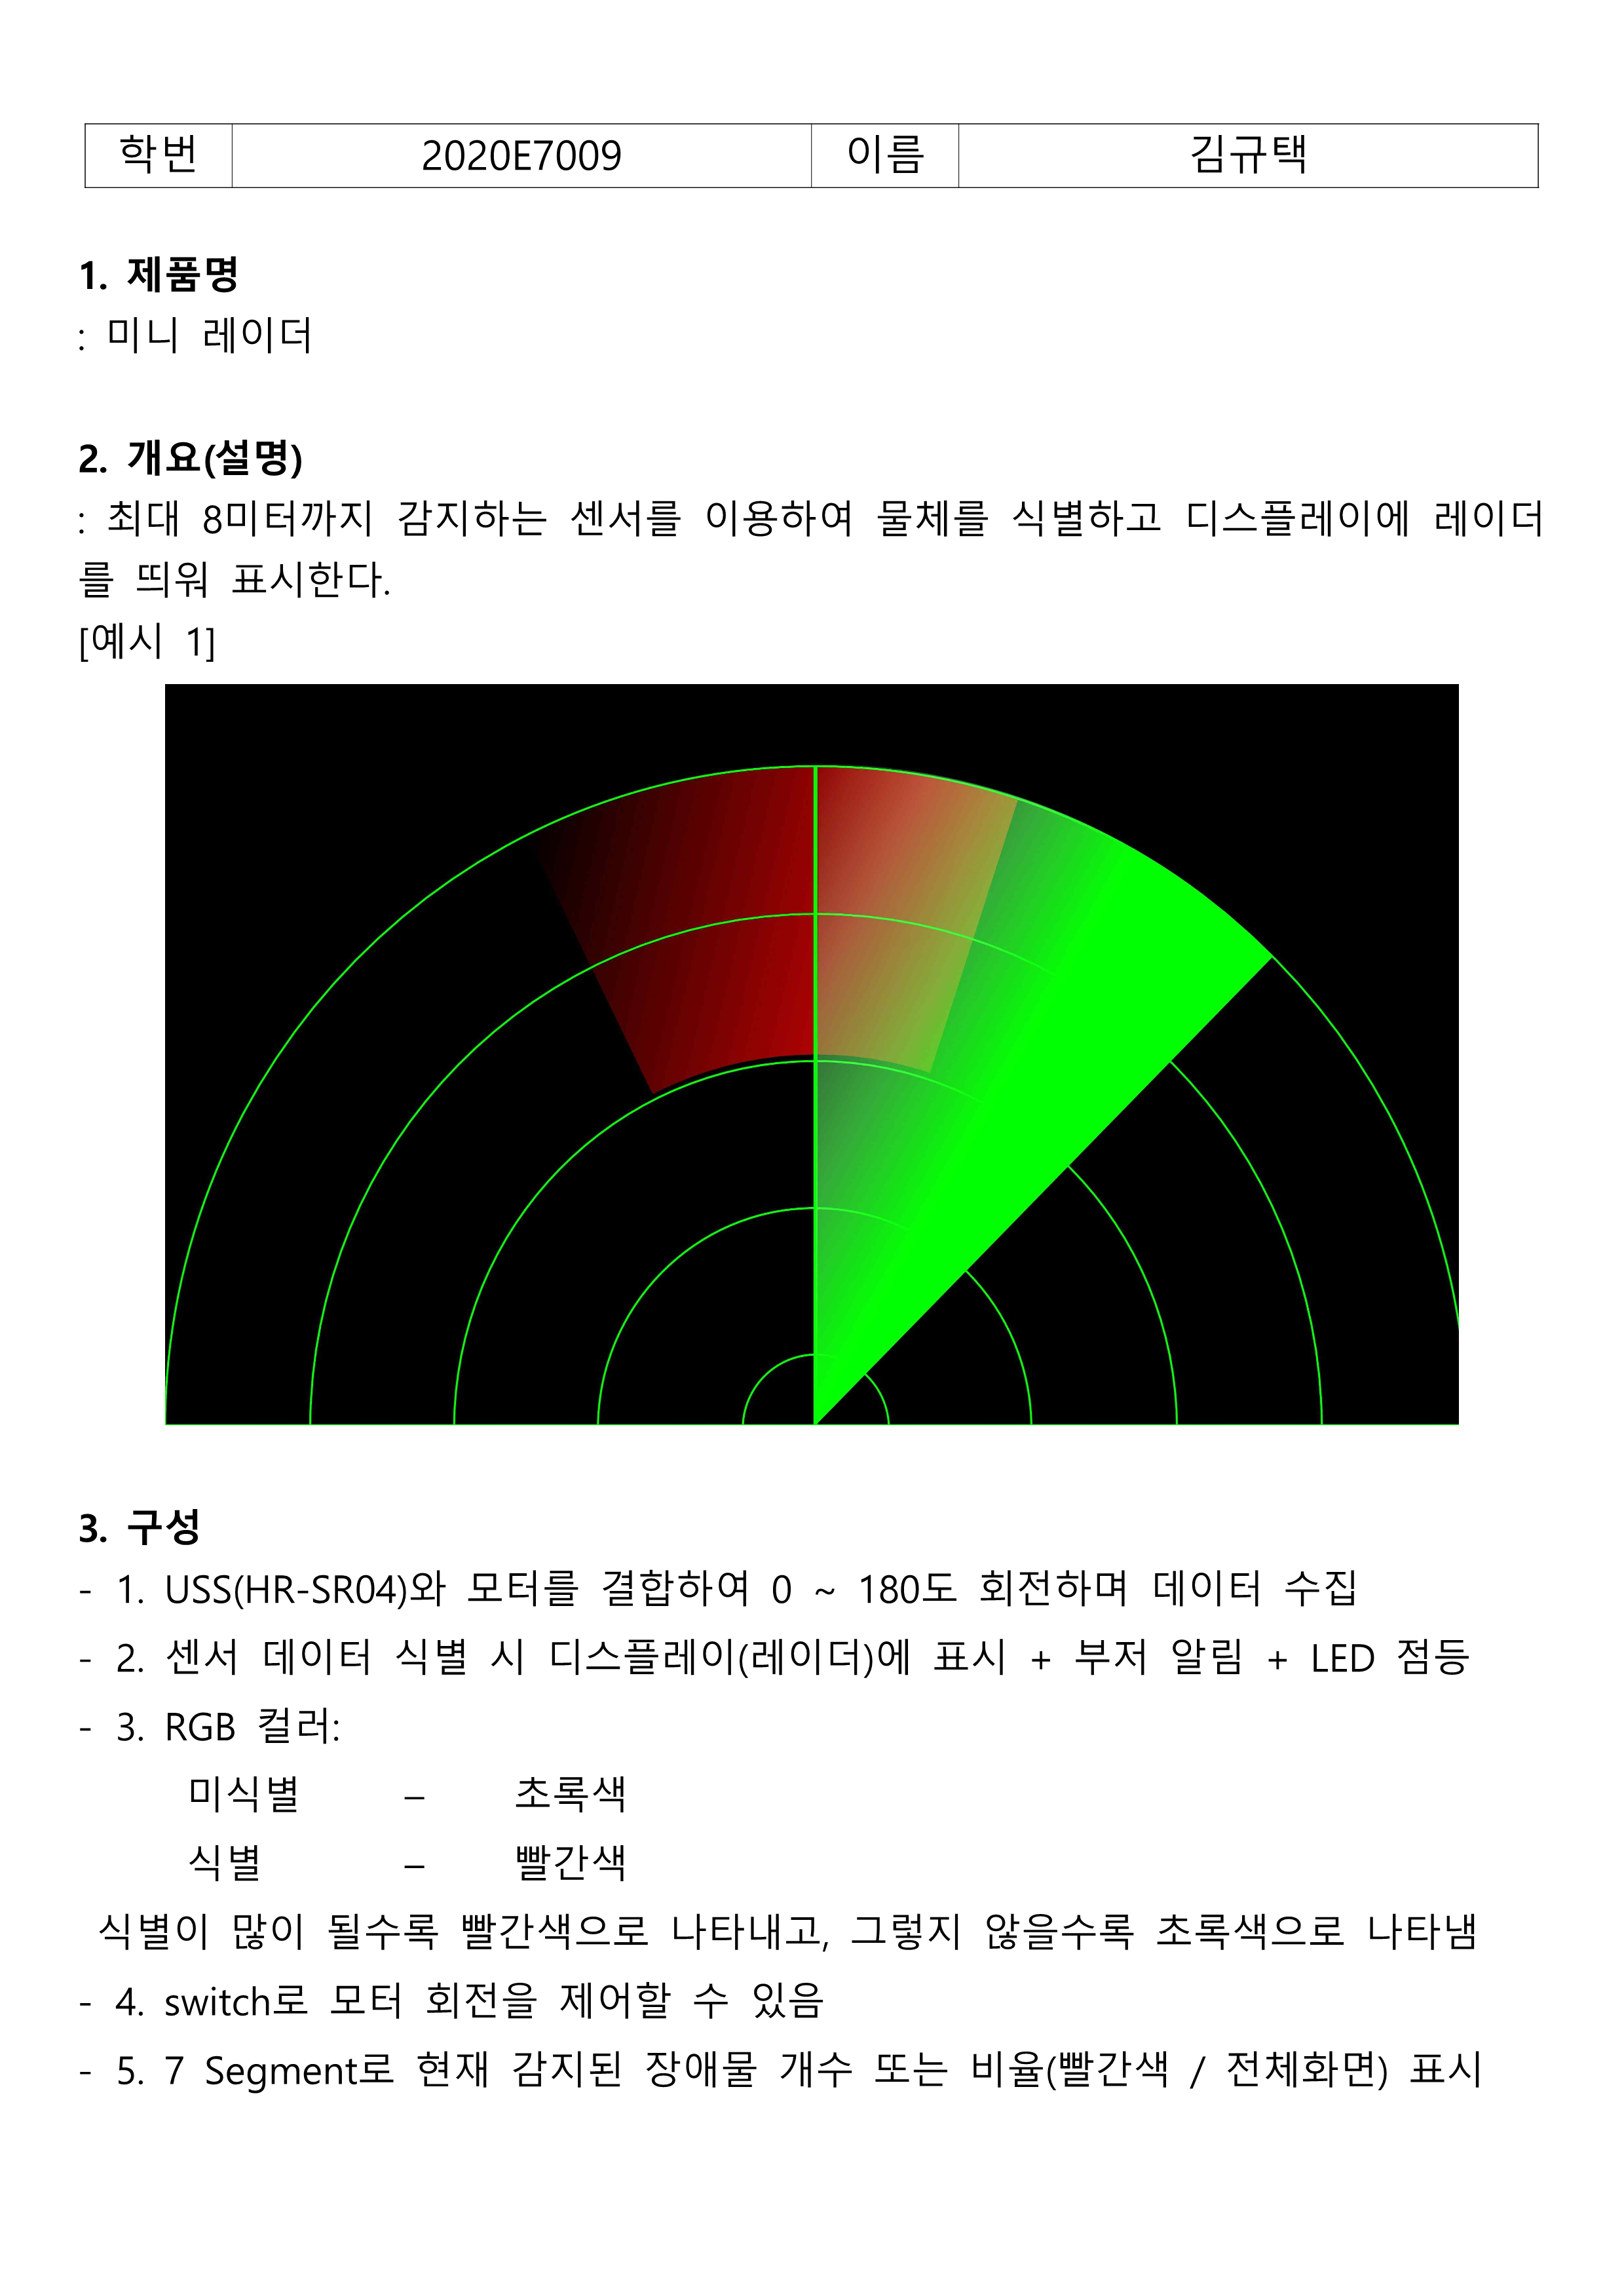 학번 2020E7009 이름 김규택
1. 제품명
: 미니 레이더
2. 개요(설명)
: 최대 8미터까지 감지하는 센서를 이용하여 물체를 식별하고 디스플레이에 레이더
를 띄워 표시한다.
[예시 1]
3. 구성
- 1. USS(HR-SR04)와 모터를 결합하여 0 ~ 180도 회전하며 데이터 수집
- 2. 센서 데이터 식별 시 디스플레이(레이더)에 표시 + 부저 알림 + LED 점등
- 3. RGB 컬러:
미식별 – 초록색
식별 – 빨간색
식별이 많이 될수록 빨간색으로 나타내고, 그렇지 않을수록 초록색으로 나타냄
- 4. switch로 모터 회전을 제어할 수 있음
- 5. 7 Segment로 현재 감지된 장애물 개수 또는 비율(빨간색 / 전체화면) 표시